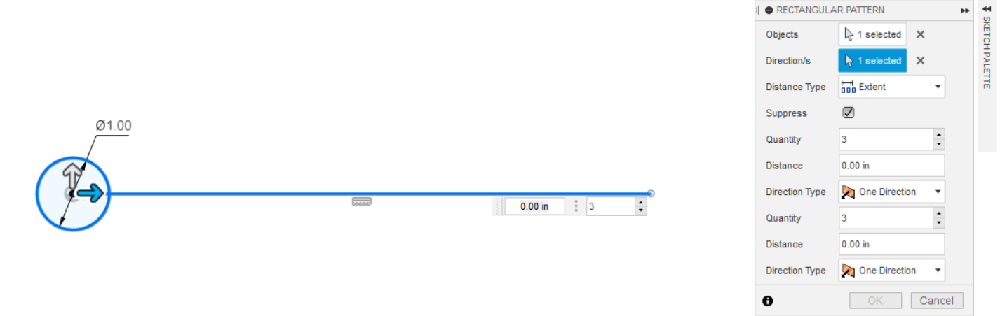 RECTANGULAR PATTERN
SKETCH PALETTE
Objects 1 selected
Direction/s 1 selected
Distance Type Extent
Suppress
Quantity 3
Distance 0.00 in
Direction Type One Direction
Quantity 3
Distance 0.00 in
Direction Type One Direction
OK Cancel
Ø1.00
0.00 in 3